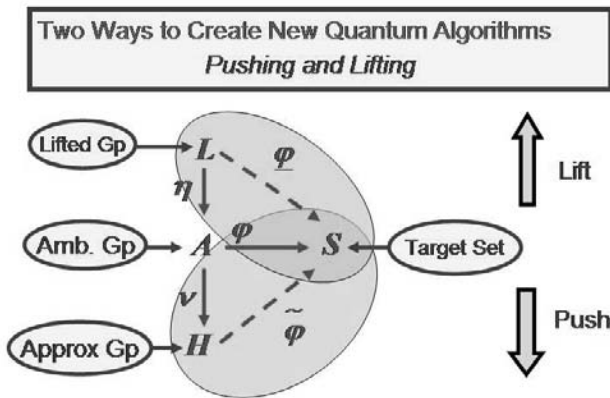 Two Ways to Create New Quantum Algorithms
Pushing and Lifting
Lifted Gp
L
φ
η
Lift
Amb. Gp
A
φ
S
Target Set
ν
Approx Gp
H
φ̃
Push